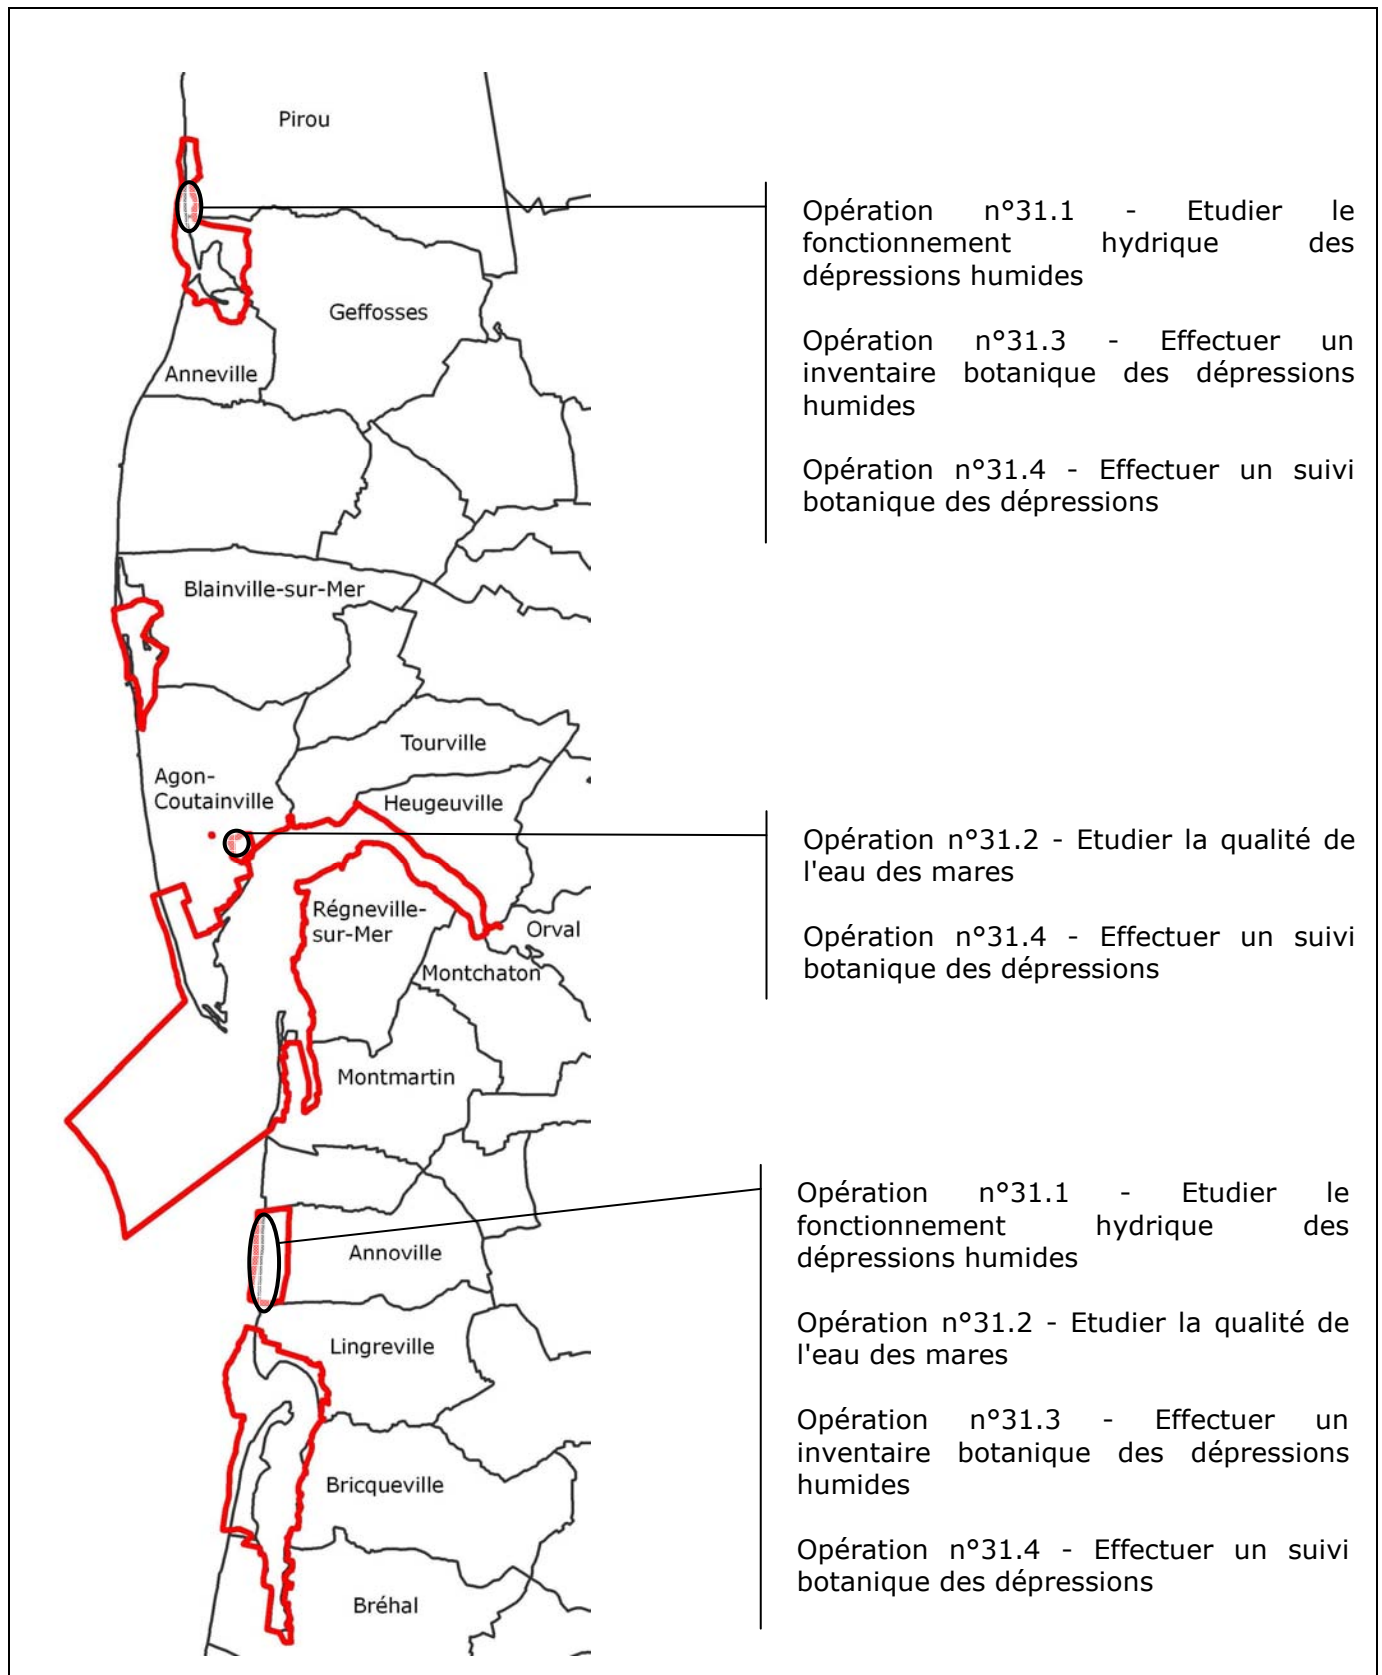 Pirou
Geffosses
Anneville
Blainville-sur-Mer
Tourville
Agon-
Coutainville
Heugeuville
Régneville-
sur-Mer
Orval
Montchaton
Montmartin
Annoville
Lingreville
Bricqueville
Bréhal
Opération n°31.1 - Etudier le
fonctionnement hydrique des
dépressions humides
Opération n°31.3 - Effectuer un
inventaire botanique des dépressions
humides
Opération n°31.4 - Effectuer un suivi
botanique des dépressions
Opération n°31.2 - Etudier la qualité de
l'eau des mares
Opération n°31.4 - Effectuer un suivi
botanique des dépressions
Opération n°31.1 - Etudier le
fonctionnement hydrique des
dépressions humides
Opération n°31.2 - Etudier la qualité de
l'eau des mares
Opération n°31.3 - Effectuer un
inventaire botanique des dépressions
humides
Opération n°31.4 - Effectuer un suivi
botanique des dépressions